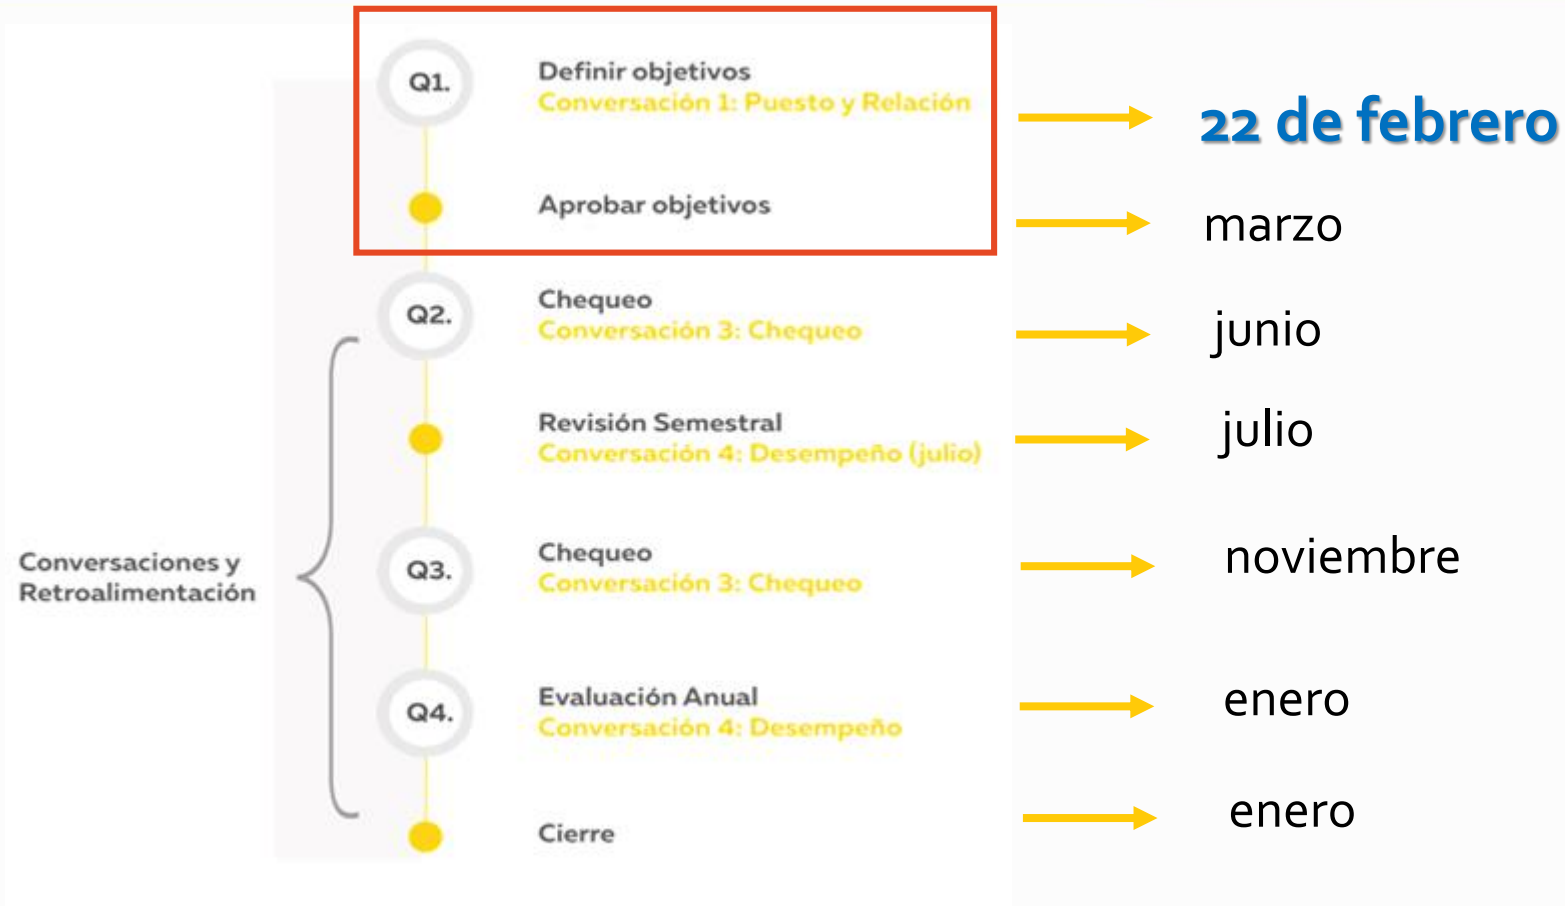 Q1.
Definir objetivos
Conversación 1: Puesto y Relación
22 de febrero
Aprobar objetivos
marzo
Q2.
Chequeo
Conversación 3: Chequeo
junio
Revisión Semestral
Conversación 4: Desempeño (julio)
julio
Conversaciones y
Retroalimentación
Q3.
Chequeo
Conversación 3: Chequeo
noviembre
Q4.
Evaluación Anual
Conversación 4: Desempeño
enero
Cierre
enero